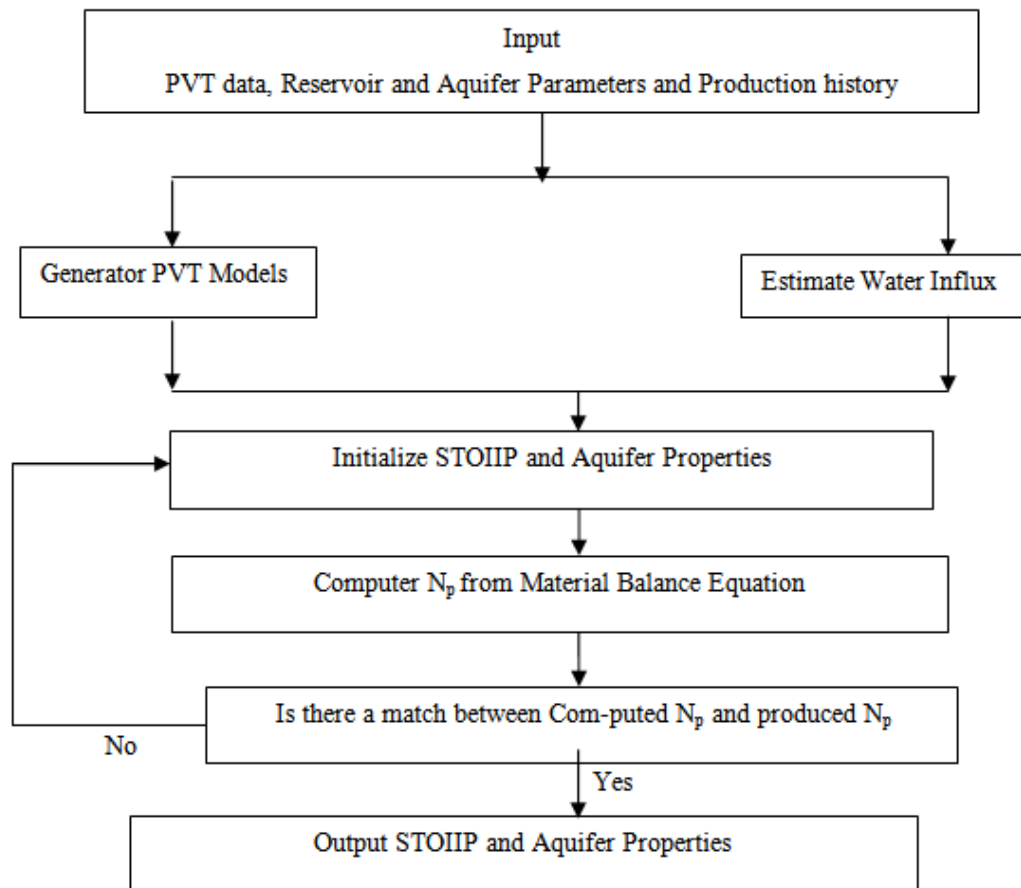 Input
PVT data, Reservoir and Aquifer Parameters and Production history
Generator PVT Models
Estimate Water Influx
Initialize STOIIP and Aquifer Properties
Computer Np from Material Balance Equation
Is there a match between Com-puted Np and produced Np
No
Yes
Output STOIIP and Aquifer Properties